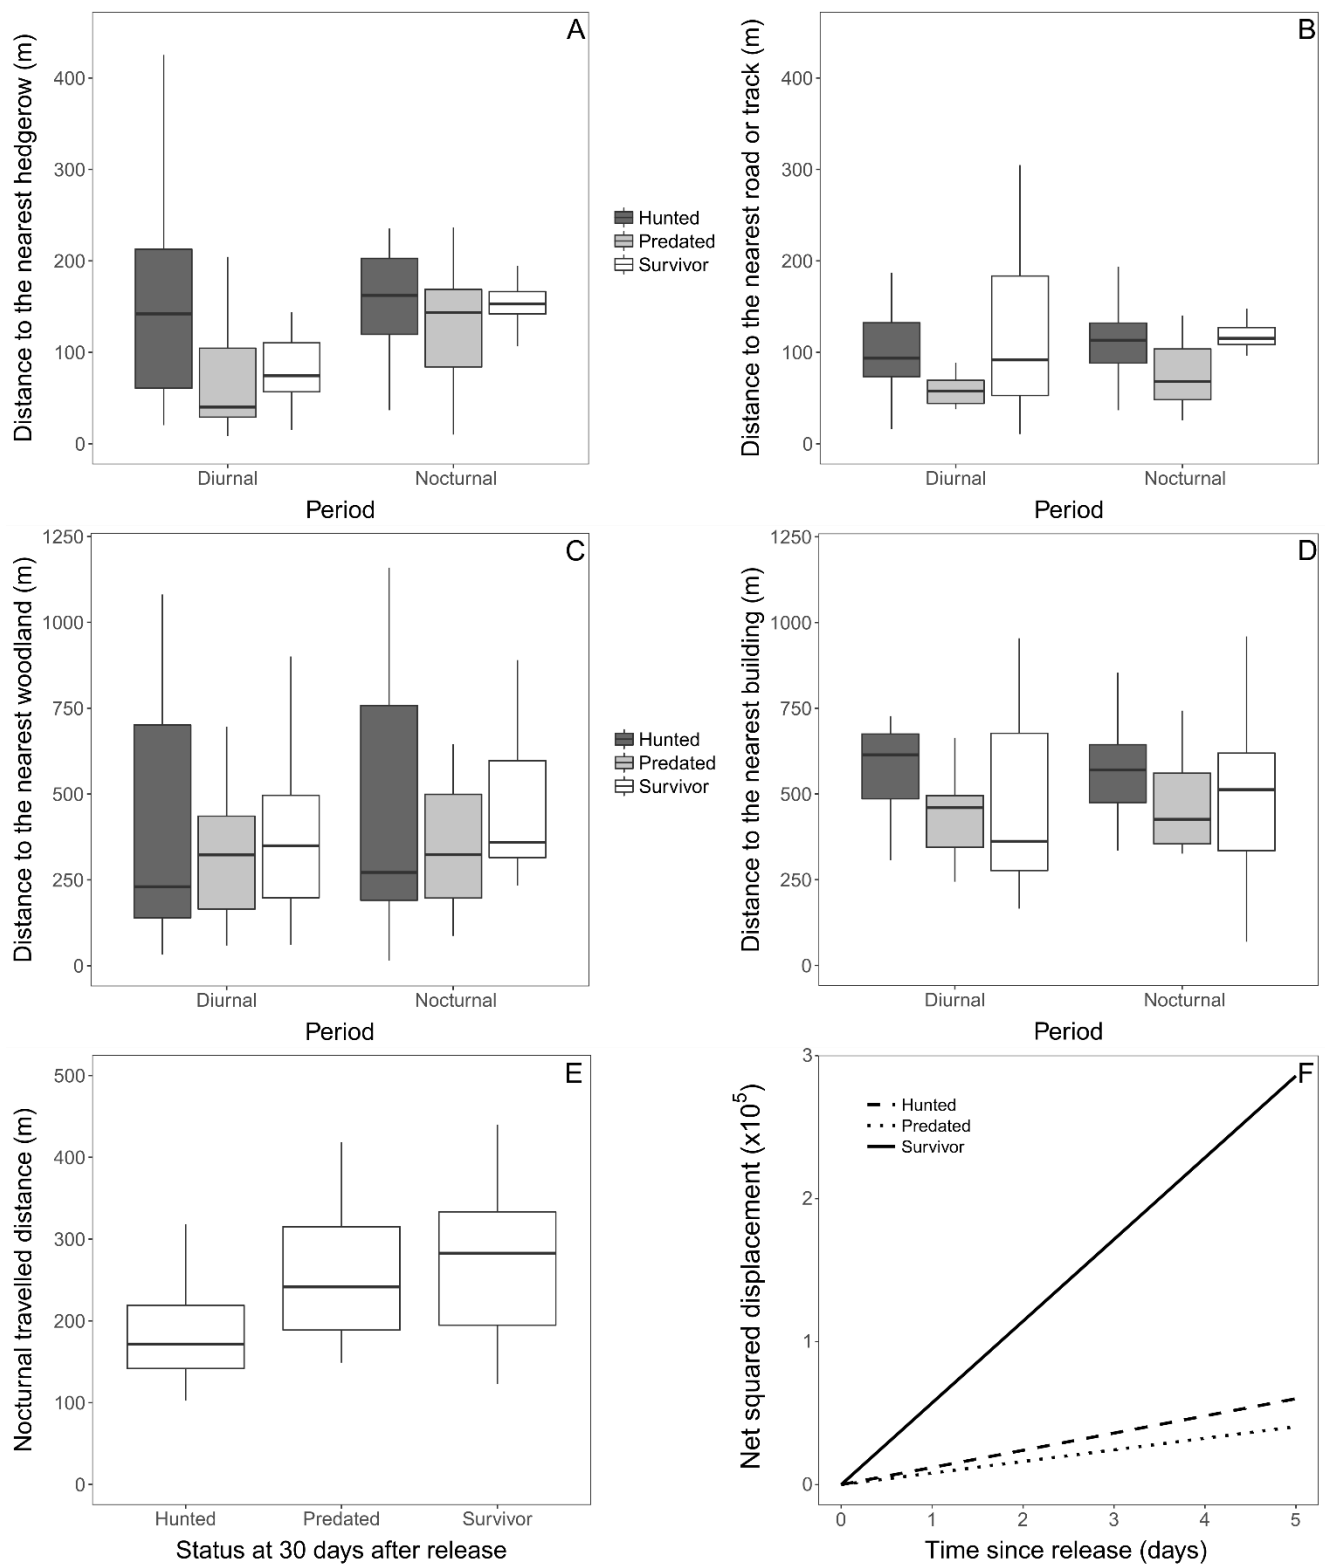 A
Distance to the nearest hedgerow (m)
400
300
200
100
0
Diurnal
Nocturnal
Period
Hunted
Predated
Survivor
B
Distance to the nearest road or track (m)
400
300
200
100
0
Diurnal
Nocturnal
Period
C
Distance to the nearest woodland (m)
1250
1000
750
500
250
0
Diurnal
Nocturnal
Period
Hunted
Predated
Survivor
D
Distance to the nearest building (m)
1250
1000
750
500
250
0
Diurnal
Nocturnal
Period
E
Nocturnal travelled distance (m)
500
400
300
200
100
0
Hunted
Predated
Survivor
Status at 30 days after release
F
Net squared displacement (x10⁵)
3
2
1
0
Hunted
Predated
Survivor
0 1 2 3 4 5
Time since release (days)